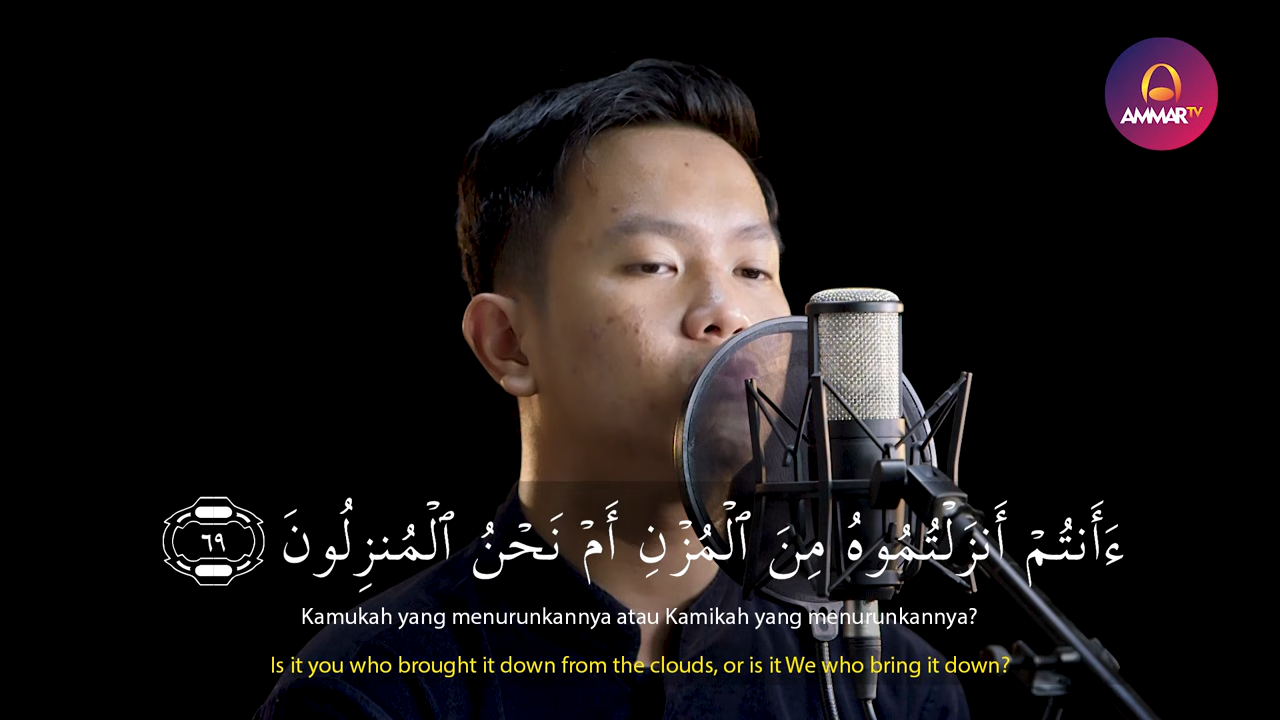 AMMAR TV
ءَأَنتُمْ أَنزَلْتُمُوهُ مِنَ ٱلْمُزْنِ أَمْ نَحْنُ ٱلْمُنزِلُونَ ٦٩
Kamukah yang menurunkannya atau Kamikah yang menurunkannya?
Is it you who brought it down from the clouds, or is it We who bring it down?